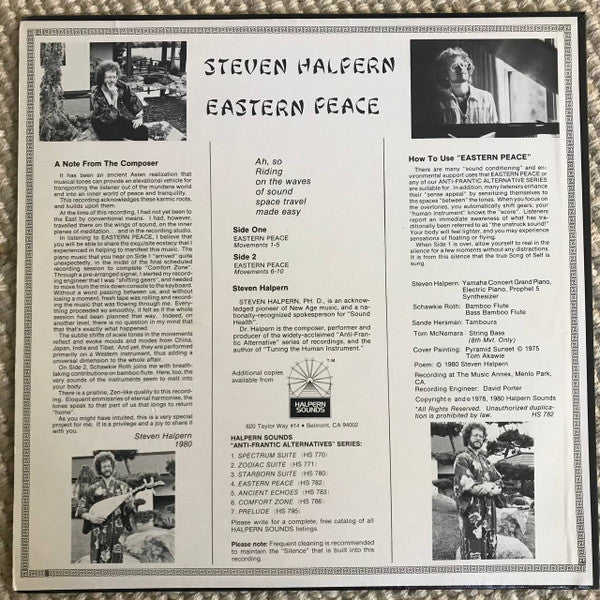 STEVEN HALPERN
EASTERN PEACE
A Note From The Composer
It has been an ancient Asian realization that
musical tones can provide an elevational vehicle for
transporting the listener out of the mundane world
and into an inner world of peace and tranquility.
This recording acknowledges these karmic roots,
and builds upon them.
At the time of this recording, I had not yet been to
the East by conventional means. I had, however,
travelled there on the wings of sound, on the inner
planes of meditation. . .and in the recording studio.
In listening to EASTERN PEACE, I believe that
you will be able to share the exquisite ecstasy that I
experienced in helping to manifest this music. The
piano music that you hear on Side 1 "arrived" quite
unexpectedly, in the midst of the final scheduled
recording session to complete "Comfort Zone".
Through a pre-arranged signal, I alerted my record-
ing engineer that I was "shifting gears", and needed
to move from the mix down console to the keyboard.
Without a word passing between us, and without
losing a moment, fresh tape was rolling and record-
ing the music that was flowing through me. Every-
thing proceeded so smoothly, it felt as if the whole
session had been planned that way. Indeed, on
another level, there is no question in my mind that
that that's exactly what happened.
The subtle shifts of scales and tones in the movements
reflect and evoke moods and modes from China,
Japan, India and Tibet. And yet, they are performed
primarily on a Western instrument, thus adding a
universal dimension to the whole affair.
On Side 2, Schawkie Roth joins me with breath-
taking contributions on bamboo flute. Here, too, the
very sounds of the instruments seem to melt into your
body.
There is a pristine, Zen-like quality to this record-
ing. Eloquent emmisaries of eternal harmonies, the
tones speak to that part of us that longs to return
"home".
As you might have intuited, this is a very special
project for me. It is a privilege and a joy to share it
with you.
Steven Halpern
1980
Ah, so
Riding
on the waves
of sound
space travel
made easy
Side One
EASTERN PEACE
Movements 1-5
Side 2
EASTERN PEACE
Movements 6-10
Steven Halpern
STEVEN HALPERN, PH. D., is an acknow-
ledged pioneer of New Age music, and a na-
tionally-recognized spokesperson for "Sound
Health".
Dr. Halpern is the composer, performer and
producer of the widely-acclaimed "Anti-Fran-
tic Alternative" series of recordings, and the
author of "Tuning the Human Instrument."
Additional copies
available from
T.M.
HALPERN
SOUNDS
620 Taylor Way #14 • Belmont, CA 94002
HALPERN SOUNDS
"ANTI-FRANTIC ALTERNATIVES" SERIES:
1. SPECTRUM SUITE (HS 770)
2. ZODIAC SUITE (HS 771)
3. STARBORN SUITE (HS 780)
4. EASTERN PEACE (HS 782)
5. ANCIENT ECHOES (HS 783)
6. COMFORT ZONE (HS 786)
7. PRELUDE (HS 795)
Please write for a complete, free catalog of all
HALPERN SOUNDS listings.
Please note: Frequent cleaning is recommended
to maintain the "Silence" that is built into this
recording.
How To Use "EASTERN PEACE"
There are many "sound conditioning" and en-
vironmental support uses that EASTERN PEACE or
any of our ANTI-FRANTIC ALTERNATIVE SERIES
are suitable for. In addition, many listeners enhance
their "sense appeal" by sensitizing themselves to
the spaces "between" the tones. When you focus on
the overtones, you automatically shift gears; your
"human instrument" knows the "score". Listeners
report an immediate awareness of what has tra-
ditionally been referred to as "the unstruck sound!"
Your body will feel lighter, and you may experience
sensations of floating or flying.
When Side 1 is over, allow yourself to rest in the
silence for a few moments without any distractions.
It is from this silence that the true Song of Self is
sung.
Steven Halpern: Yamaha Concert Grand Piano,
Electric Piano, Prophet 5
Synthesizer
Schawkie Roth: Bamboo Flute
Bass Bamboo Flute
Sande Hersman: Tamboura
Tom McNamara: String Bass
(8th Mvt. Only)
Cover Painting: Pyramid Sunset © 1975
Tom Akawie
Poem: © 1980 Steven Halpern
Recording at The Music Annex, Menlo Park,
CA.
Recording Engineer: David Porter
Copyright © and ℗ 1978, 1980 Halpern Sounds
"All Rights Reserved. Unauthorized duplica-
tion is prohibited by law. HS 782